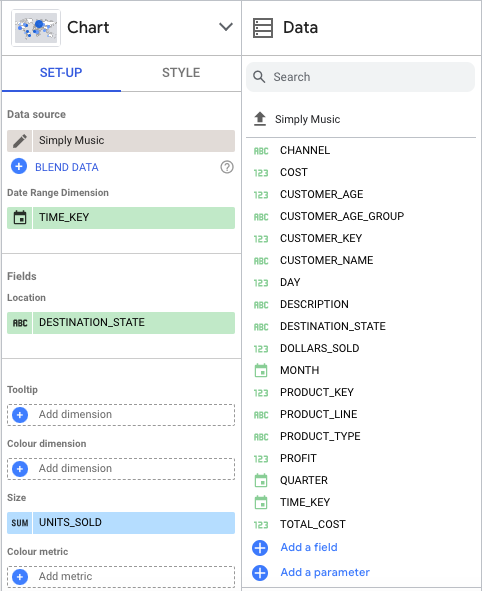 Chart
SET-UP
STYLE
Data source
Simply Music
BLEND DATA
?
Date Range Dimension
TIME_KEY
Fields
Location
ABC DESTINATION_STATE
Tooltip
Add dimension
Colour dimension
Add dimension
Size
SUM UNITS_SOLD
Colour metric
Add metric
Data
Search
Simply Music
ABC CHANNEL
123 COST
123 CUSTOMER_AGE
ABC CUSTOMER_AGE_GROUP
123 CUSTOMER_KEY
ABC CUSTOMER_NAME
123 DAY
ABC DESCRIPTION
ABC DESTINATION_STATE
123 DOLLARS_SOLD
MONTH
123 PRODUCT_KEY
ABC PRODUCT_LINE
ABC PRODUCT_TYPE
123 PROFIT
QUARTER
TIME_KEY
123 TOTAL_COST
Add a field
Add a parameter